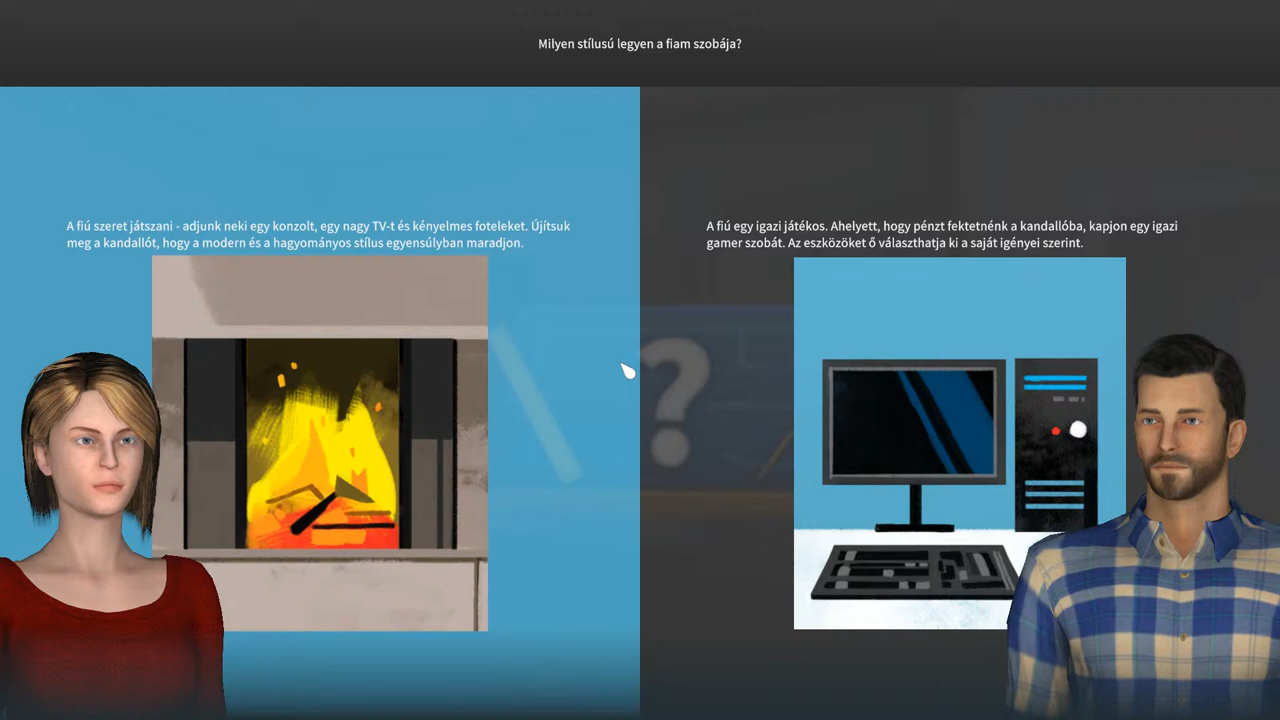 Milyen stílusú legyen a fiam szobája?
A fiú szeret játszani - adjunk neki egy konzolt, egy nagy TV-t és kényelmes foteleket. Újítsuk
meg a kandallót, hogy a modern és a hagyományos stílus egyensúlyban maradjon.
A fiú egy igazi játékos. Ahelyett, hogy pénzt fektetnénk a kandallóba, kapjon egy igazi
gamer szobát. Az eszközöket ő választhatja ki a saját igényei szerint.